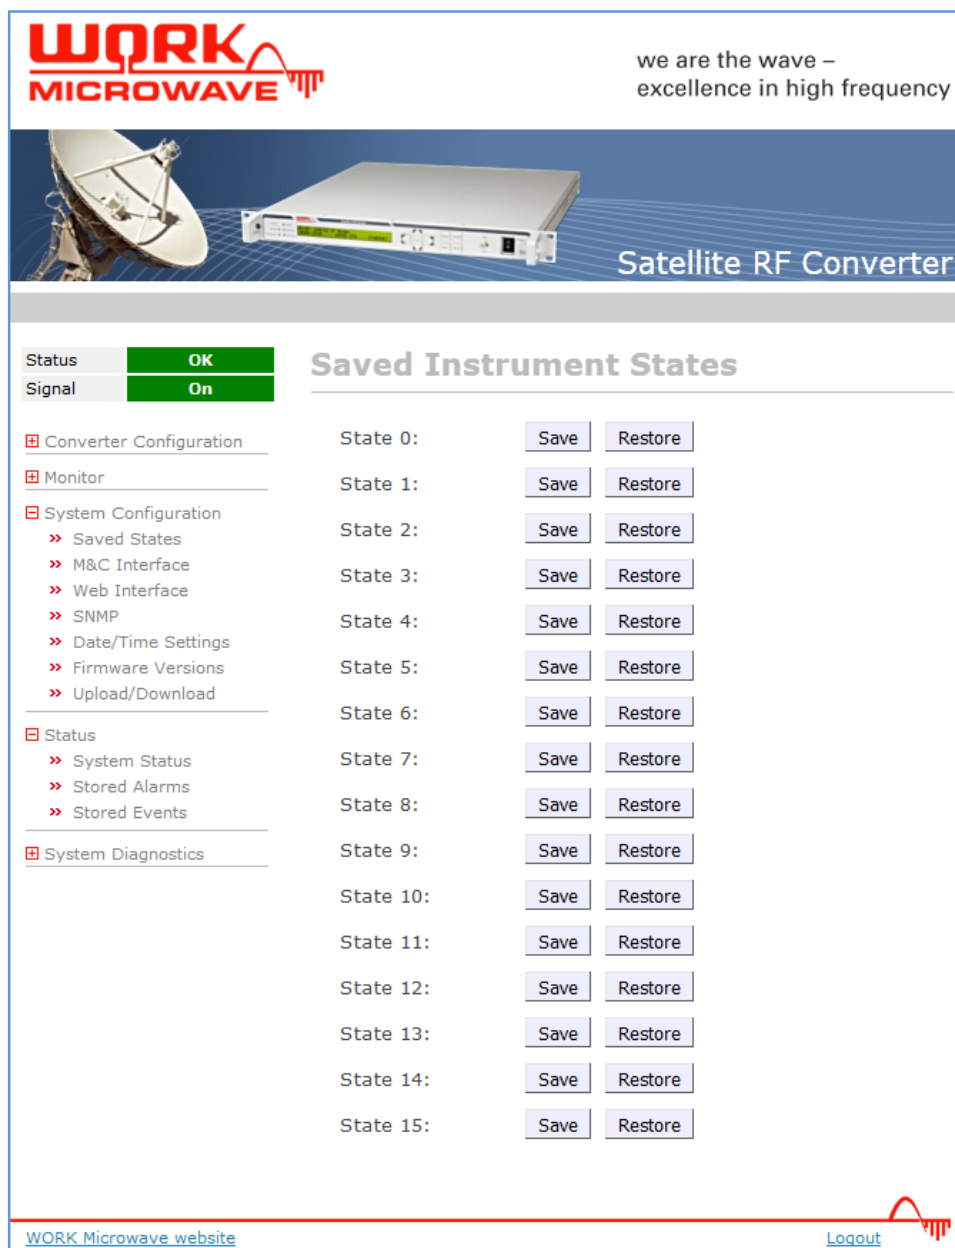 WORK
MICROWAVE
we are the wave –
excellence in high frequency
Satellite RF Converter
Status OK
Signal On
Saved Instrument States
Converter Configuration
Monitor
System Configuration
Saved States
M&C Interface
Web Interface
SNMP
Date/Time Settings
Firmware Versions
Upload/Download
Status
System Status
Stored Alarms
Stored Events
System Diagnostics
State 0: Save Restore
State 1: Save Restore
State 2: Save Restore
State 3: Save Restore
State 4: Save Restore
State 5: Save Restore
State 6: Save Restore
State 7: Save Restore
State 8: Save Restore
State 9: Save Restore
State 10: Save Restore
State 11: Save Restore
State 12: Save Restore
State 13: Save Restore
State 14: Save Restore
State 15: Save Restore
WORK Microwave website Logout